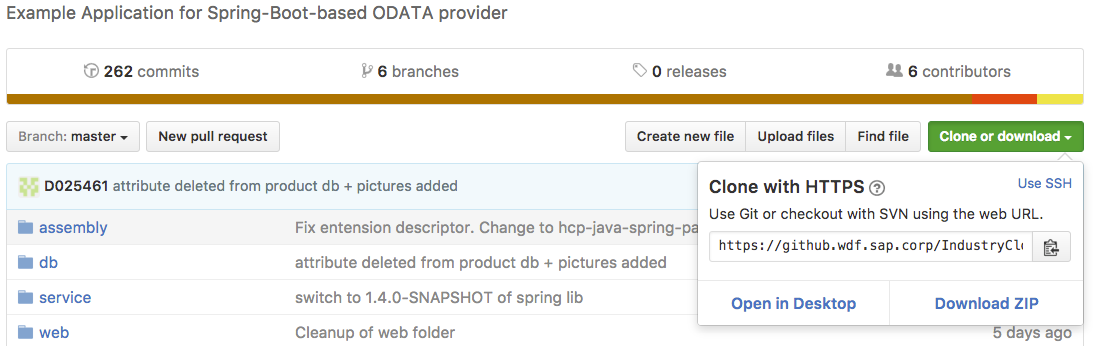 Example Application for Spring-Boot-based ODATA provider
262 commits 6 branches 0 releases 6 contributors
Branch: master New pull request Create new file Upload files Find file Clone or download
D025461 attribute deleted from product db + pictures added
assembly Fix entension descriptor. Change to hcp-java-spring-pa
db attribute deleted from product db + pictures added
service switch to 1.4.0-SNAPSHOT of spring lib
web Cleanup of web folder 5 days ago
Clone with HTTPS ? Use SSH
Use Git or checkout with SVN using the web URL.
https://github.wdf.sap.corp/IndustryClo
Open in Desktop Download ZIP